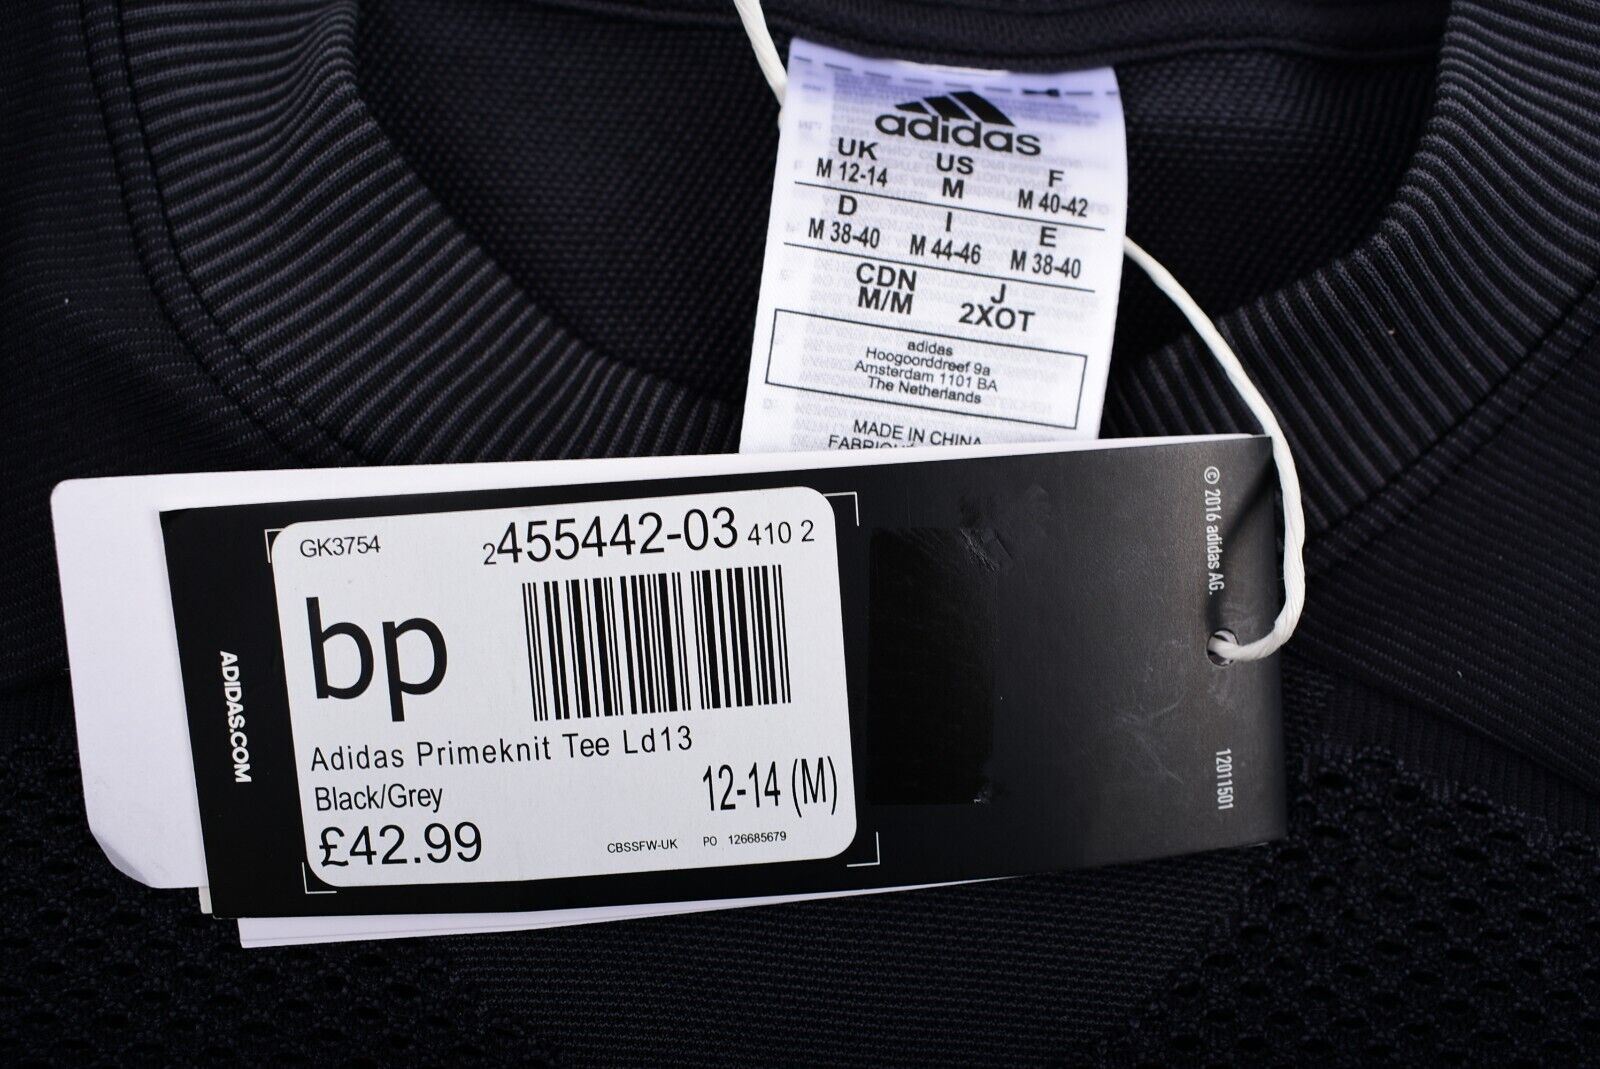 adidas
UK US F
M 12-14 M M 40-42
D I E
M 38-40 M 44-46 M 38-40
CDN J
M/M 2XOT
adidas
Hoogoorddreef 9a
Amsterdam 1101 BA
The Netherlands
MADE IN CHINA
GK3754 2455442-03 410 2
bp
Adidas Primeknit Tee Ld13
Black/Grey
12-14 (M)
£42.99
CBSSFW-UK PO 126685679
ADIDAS.COM
© 2016 adidas AG.
12011501